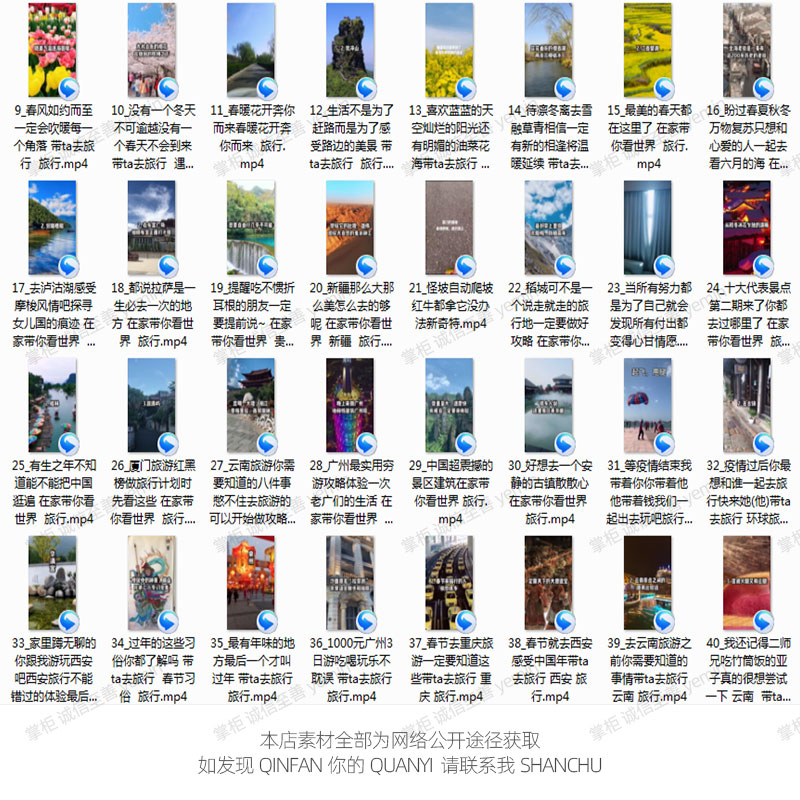 9_春风如约而至
一定会吹暖每一
个角落 带ta去旅
行 旅行.mp4
10_没有一个冬天
不可逾越没有一
个春天不会到来
带ta去旅行 遇...
11_春暖花开奔你
而来春暖花开奔
你而来 旅行.
mp4
12_生活不是为了
赶路而是为了感
受路边的美景 带
ta去旅行 旅行....
13_喜欢蓝蓝的天
空灿烂的阳光还
有明媚的油菜花
海带ta去旅行 ...
14_待凛冬离去雪
融草青相信一定
有新的相逢将温
暖延续 带ta去...
15_最美的春天都
在这里了 在家带
你看世界 旅行.
mp4
16_盼过春夏秋冬
万物复苏只想和
心爱的人一起去
看六月的海 在...
17_去泸沽湖感受
摩梭风情吧探寻
女儿国的痕迹 在
家带你看世界 ...
18_都说拉萨是一
生必去一次的地
方 在家带你看世
界 旅行.mp4
19_提醒吃不惯折
耳根的朋友一定
要提前说~ 在家
带你看世界 贵...
20_新疆那么大那
么美怎么去的够
呢 在家带你看世
界 新疆 旅行....
21_怪坡自动爬坡
红牛都拿它没办
法新奇特.mp4
22_稻城可不是一
个说走就走的旅
行地一定要做好
攻略 在家带你...
23_当所有努力都
是为了自己就会
发现所有付出都
变得心甘情愿....
24_十大代表景点
第二期来了你都
去过哪里了 在家
带你看世界 旅...
25_有生之年不知
道能不能把中国
逛遍 在家带你看
世界 旅行.mp4
26_厦门旅游红黑
榜做旅行计划时
先看这些 在家带
你看世界 旅行....
27_云南旅游你需
要知道的八件事
憋不住去旅游的
可以开始做攻略...
28_广州最实用穷
游攻略体验一次
老广们的生活 在
家带你看世界 ...
29_中国超震撼的
景区建筑在家带
你看世界 旅行.
mp4
30_好想去一个安
静的古镇散散心
在家带你看世界
旅行.mp4
31_等疫情结束我
带着你你带着他
他带着钱我们一
起出去玩吧旅行...
32_疫情过后你最
想和谁一起去旅
行快来她(他)带ta
去旅行 环球旅...
33_家里蹲无聊的
你跟我游玩西安
吧西安旅行不能
错过的体验最后...
34_过年的这些习
俗你都了解吗 带
ta去旅行 春节习
俗 旅行.mp4
35_最有年味的地
方最后一个才叫
过年 带ta去旅行
旅行.mp4
36_1000元广州3
日游吃喝玩乐不
耽误 带ta去旅行
旅行.mp4
37_春节去重庆旅
游一定要知道这
些带ta去旅行 重
庆 旅行.mp4
38_春节就去西安
感受中国年带ta
去旅行 西安 旅
行.mp4
39_去云南旅游之
前你需要知道的
事情带ta去旅行
云南 旅行.mp4
40_我还记得二师
兄吃竹筒饭的亚
子真的很想尝试
一下 云南 带ta...
本店素材全部为网络公开途径获取
如发现 QINFAN 你的 QUANYI 请联系我 SHANCHU